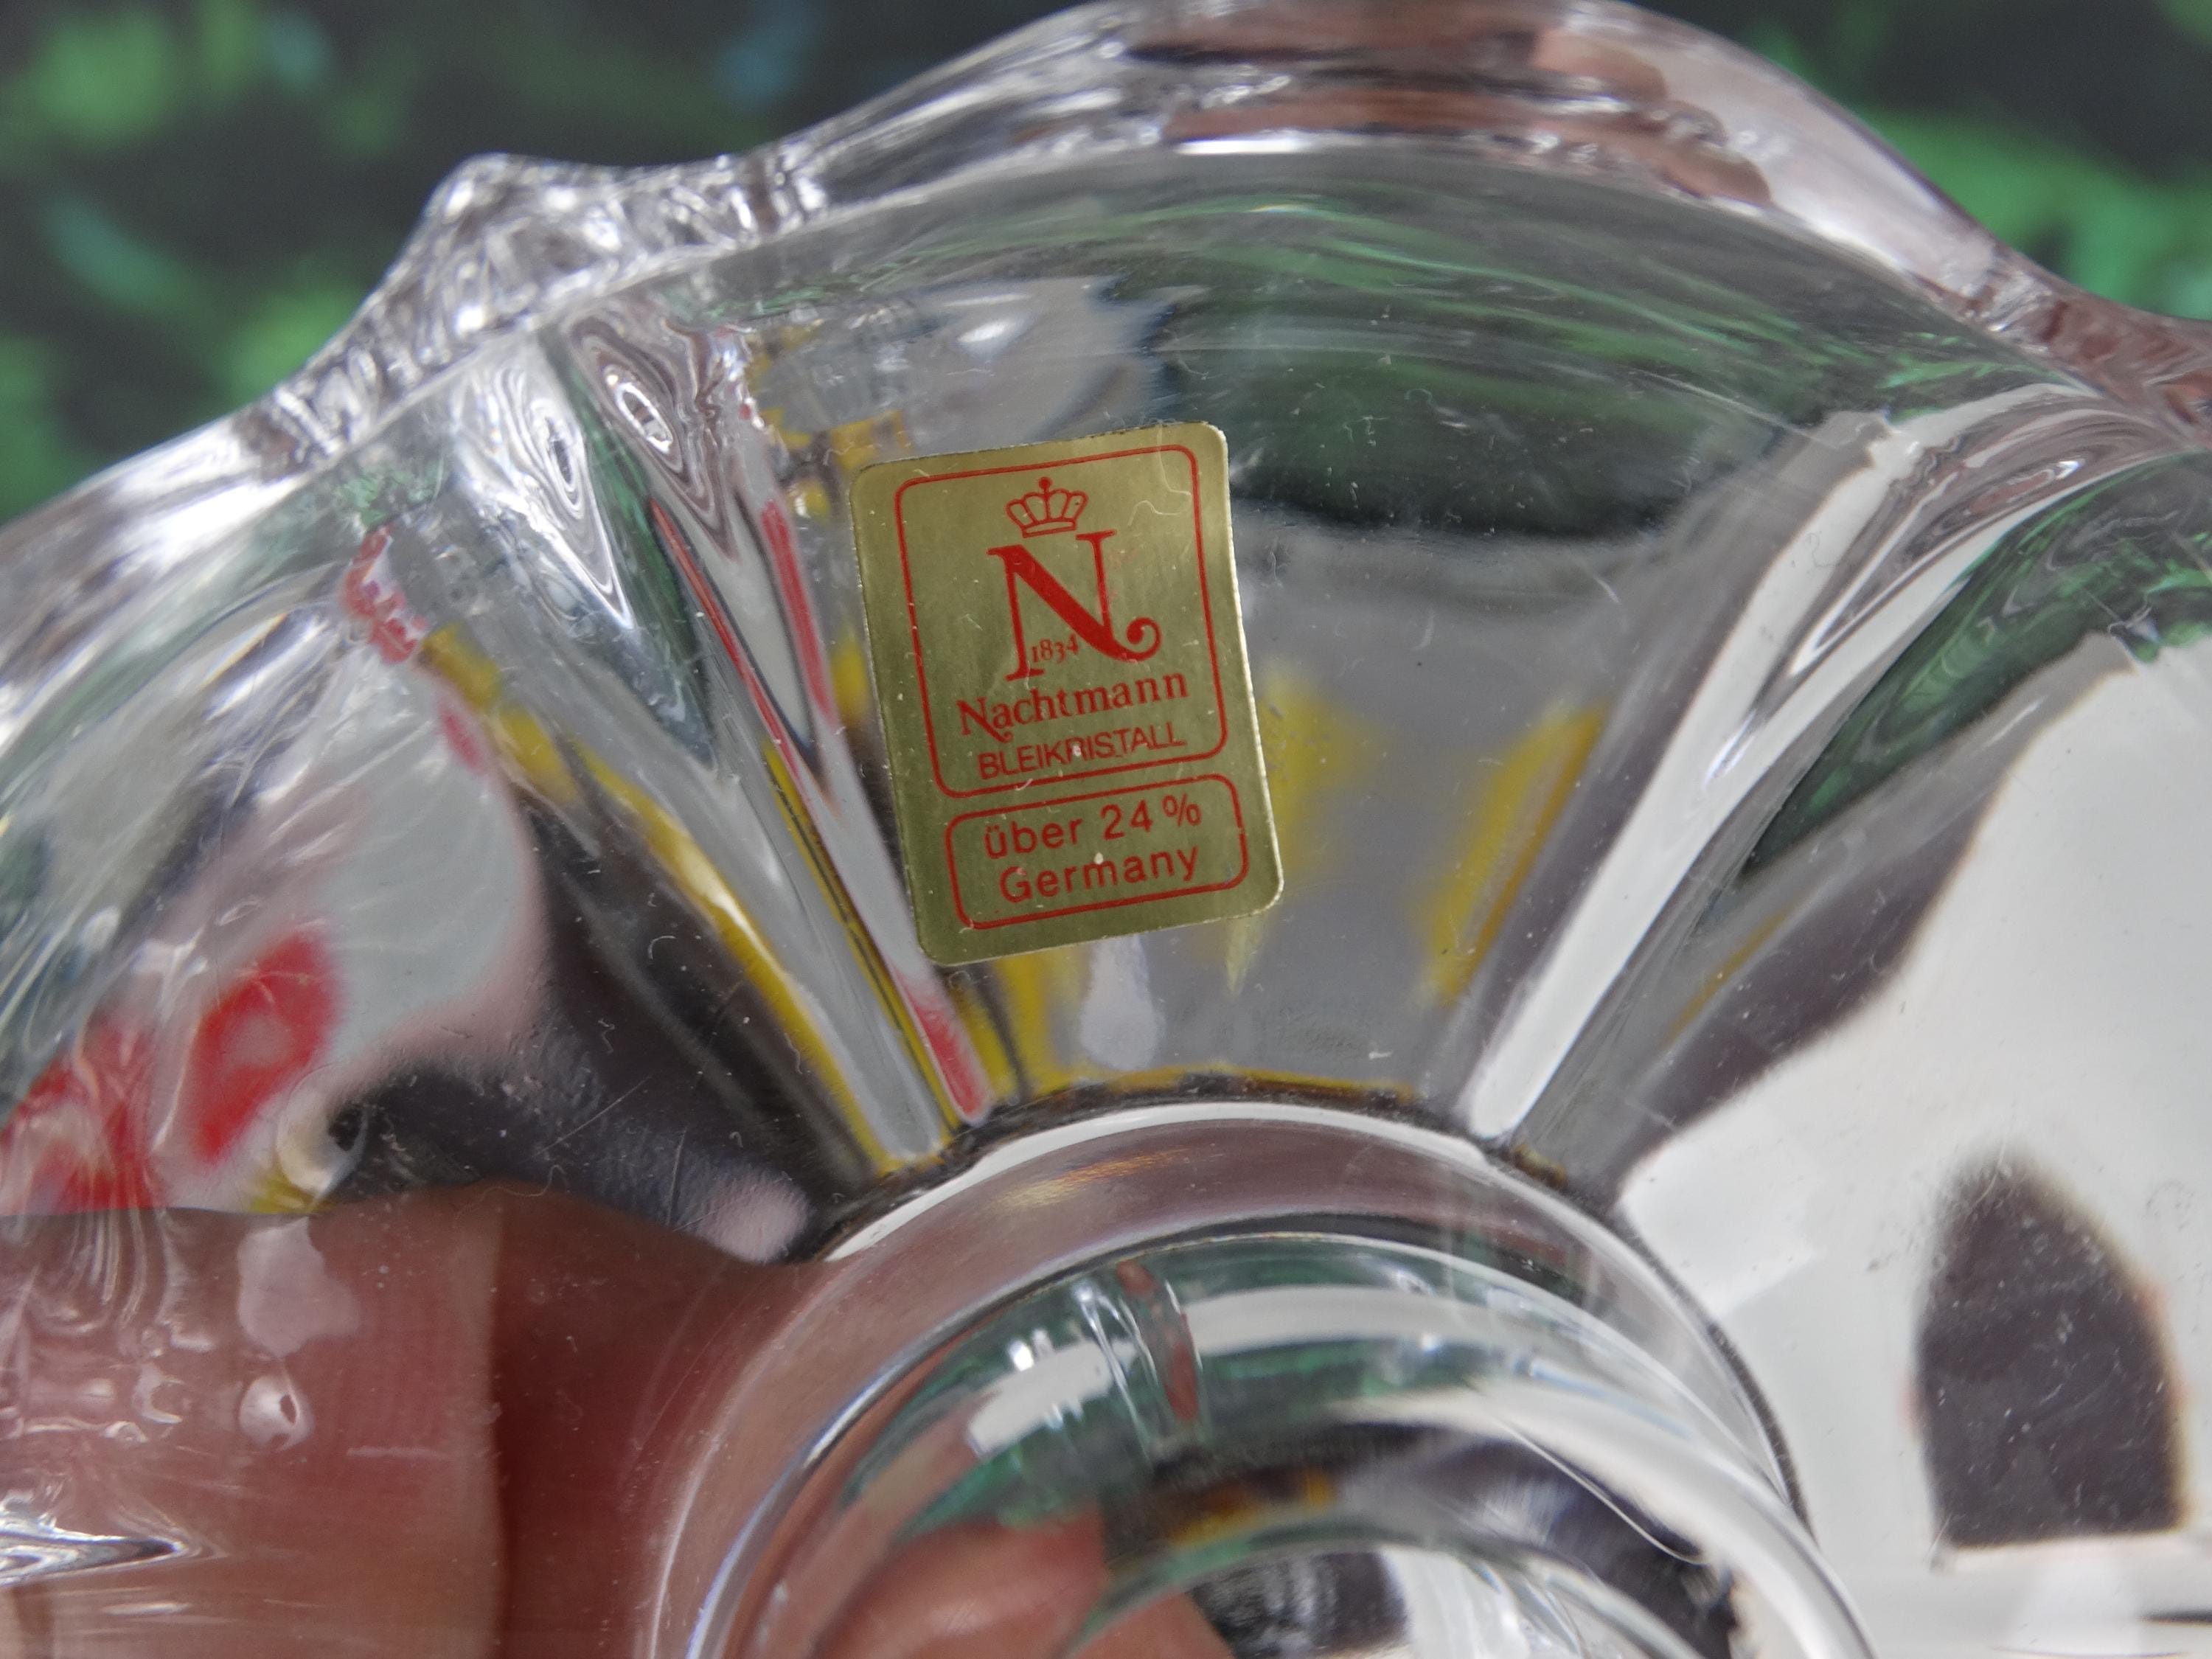 N
1834
Nachtmann
BLEIKRISTALL
über 24%
Germany